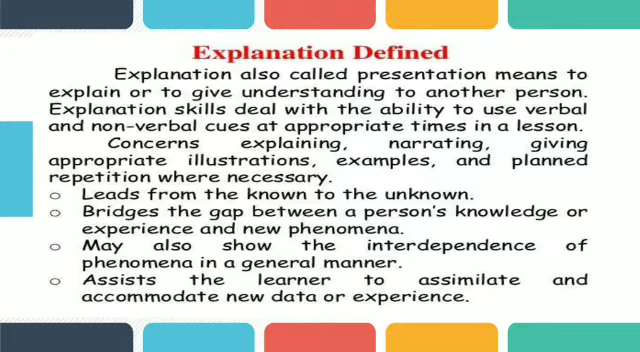 Explanation Defined
Explanation also called presentation means to
explain or to give understanding to another person.
Explanation skills deal with the ability to use verbal
and non-verbal cues at appropriate times in a lesson.
Concerns explaining, narrating, giving
appropriate illustrations, examples, and planned
repetition where necessary.
o Leads from the known to the unknown.
o Bridges the gap between a person's knowledge or
experience and new phenomena.
o May also show the interdependence of
phenomena in a general manner.
o Assists the learner to assimilate and
accommodate new data or experience.